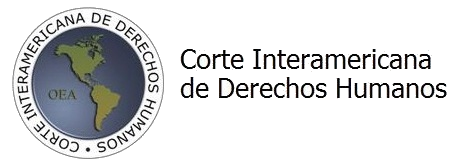 CORTE INTERAMERICANA DE DERECHOS HUMANOS •
OEA
Corte Interamericana
de Derechos Humanos